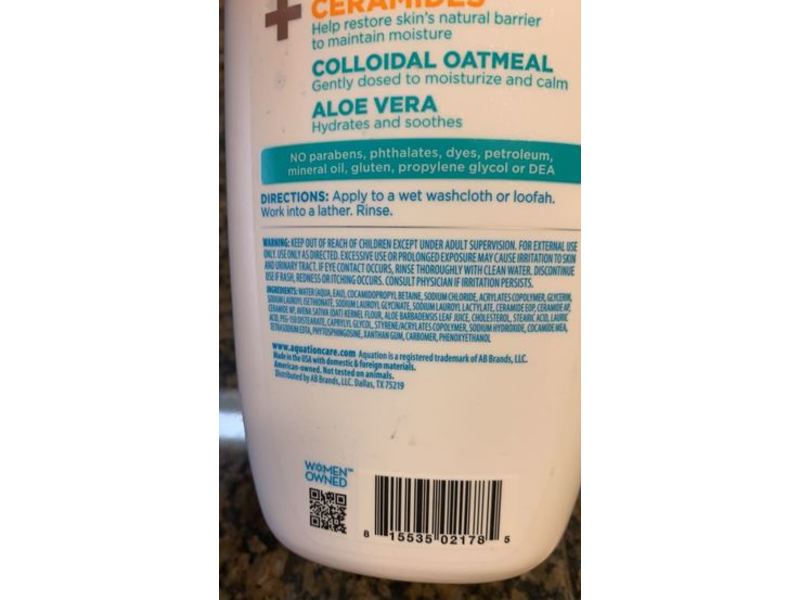 CERAMIDES
Help restore skin's natural barrier
to maintain moisture
COLLOIDAL OATMEAL
Gently dosed to moisturize and calm
ALOE VERA
Hydrates and soothes
NO parabens, phthalates, dyes, petroleum,
mineral oil, gluten, propylene glycol or DEA
DIRECTIONS: Apply to a wet washcloth or loofah.
Work into a lather. Rinse.
WARNING: KEEP OUT OF REACH OF CHILDREN EXCEPT UNDER ADULT SUPERVISION. FOR EXTERNAL USE
ONLY. USE ONLY AS DIRECTED. EXCESSIVE USE OR PROLONGED EXPOSURE MAY CAUSE IRRITATION TO SKIN
AND URINARY TRACT. IF EYE CONTACT OCCURS, RINSE THOROUGHLY WITH CLEAN WATER. DISCONTINUE
USE IF RASH, REDNESS OR ITCHING OCCURS. CONSULT PHYSICIAN IF IRRITATION PERSISTS.
INGREDIENTS: WATER (AQUA, EAU), COCAMIDOPROPYL BETAINE, SODIUM CHLORIDE, ACRYLATES COPOLYMER, GLYCERIN,
SODIUM LAUROYL ISETHIONATE, SODIUM LAUROYL GLYCINATE, SODIUM LAUROYL LACTYLATE, CERAMIDE EOP, CERAMIDE AP,
CERAMIDE NP, AVENA SATIVA (OAT) KERNEL FLOUR, ALOE BARBADENSIS LEAF JUICE, CHOLESTEROL, STEARIC ACID, LAURIC
ACID, PEG-150 DISTEARATE, CAPRYLYL GLYCOL, STYRENE/ACRYLATES COPOLYMER, SODIUM HYDROXIDE, COCAMIDE MEA,
TETRASODIUM EDTA, PHYTOSPHINGOSINE, XANTHAN GUM, CARBOMER, PHENOXYETHANOL
www.aquationcare.com Aquation is a registered trademark of AB Brands, LLC.
Made in the USA with domestic & foreign materials.
American-owned. Not tested on animals.
Distributed by AB Brands, LLC. Dallas, TX 75219
WOMEN™
OWNED
8 15535 02178 5